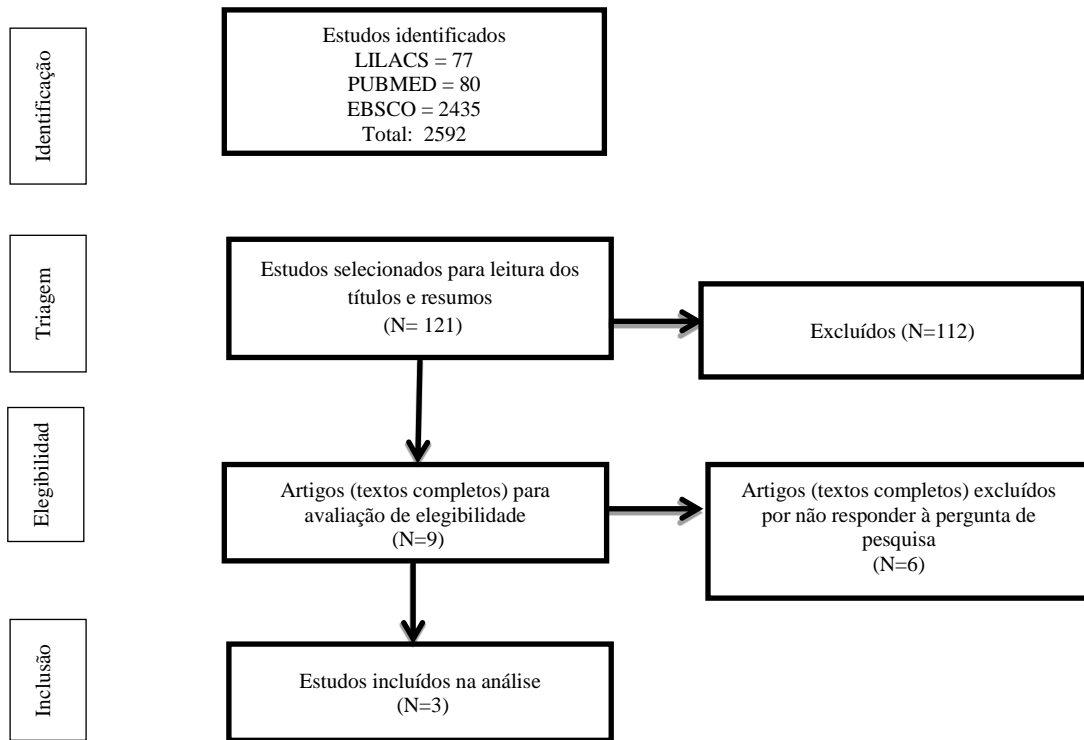 Identificação
Estudos identificados
LILACS = 77
PUBMED = 80
EBSCO = 2435
Total: 2592
Triagem
Estudos selecionados para leitura dos
títulos e resumos
(N= 121)
Excluídos (N=112)
Elegibilidad
Artigos (textos completos) para
avaliação de elegibilidade
(N=9)
Artigos (textos completos) excluídos
por não responder à pergunta de
pesquisa
(N=6)
Inclusão
Estudos incluídos na análise
(N=3)